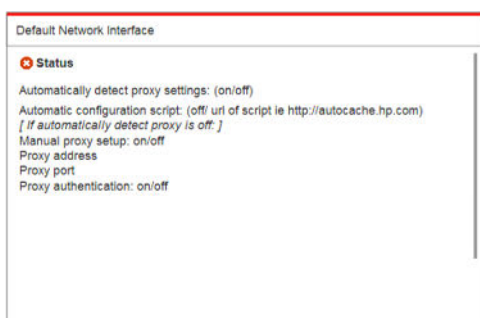 Default Network Interface
Status
Automatically detect proxy settings: (on/off)
Automatic configuration script: (off/ url of script ie http://autocache.hp.com)
[ If automatically detect proxy is off: ]
Manual proxy setup: on/off
Proxy address
Proxy port
Proxy authentication: on/off